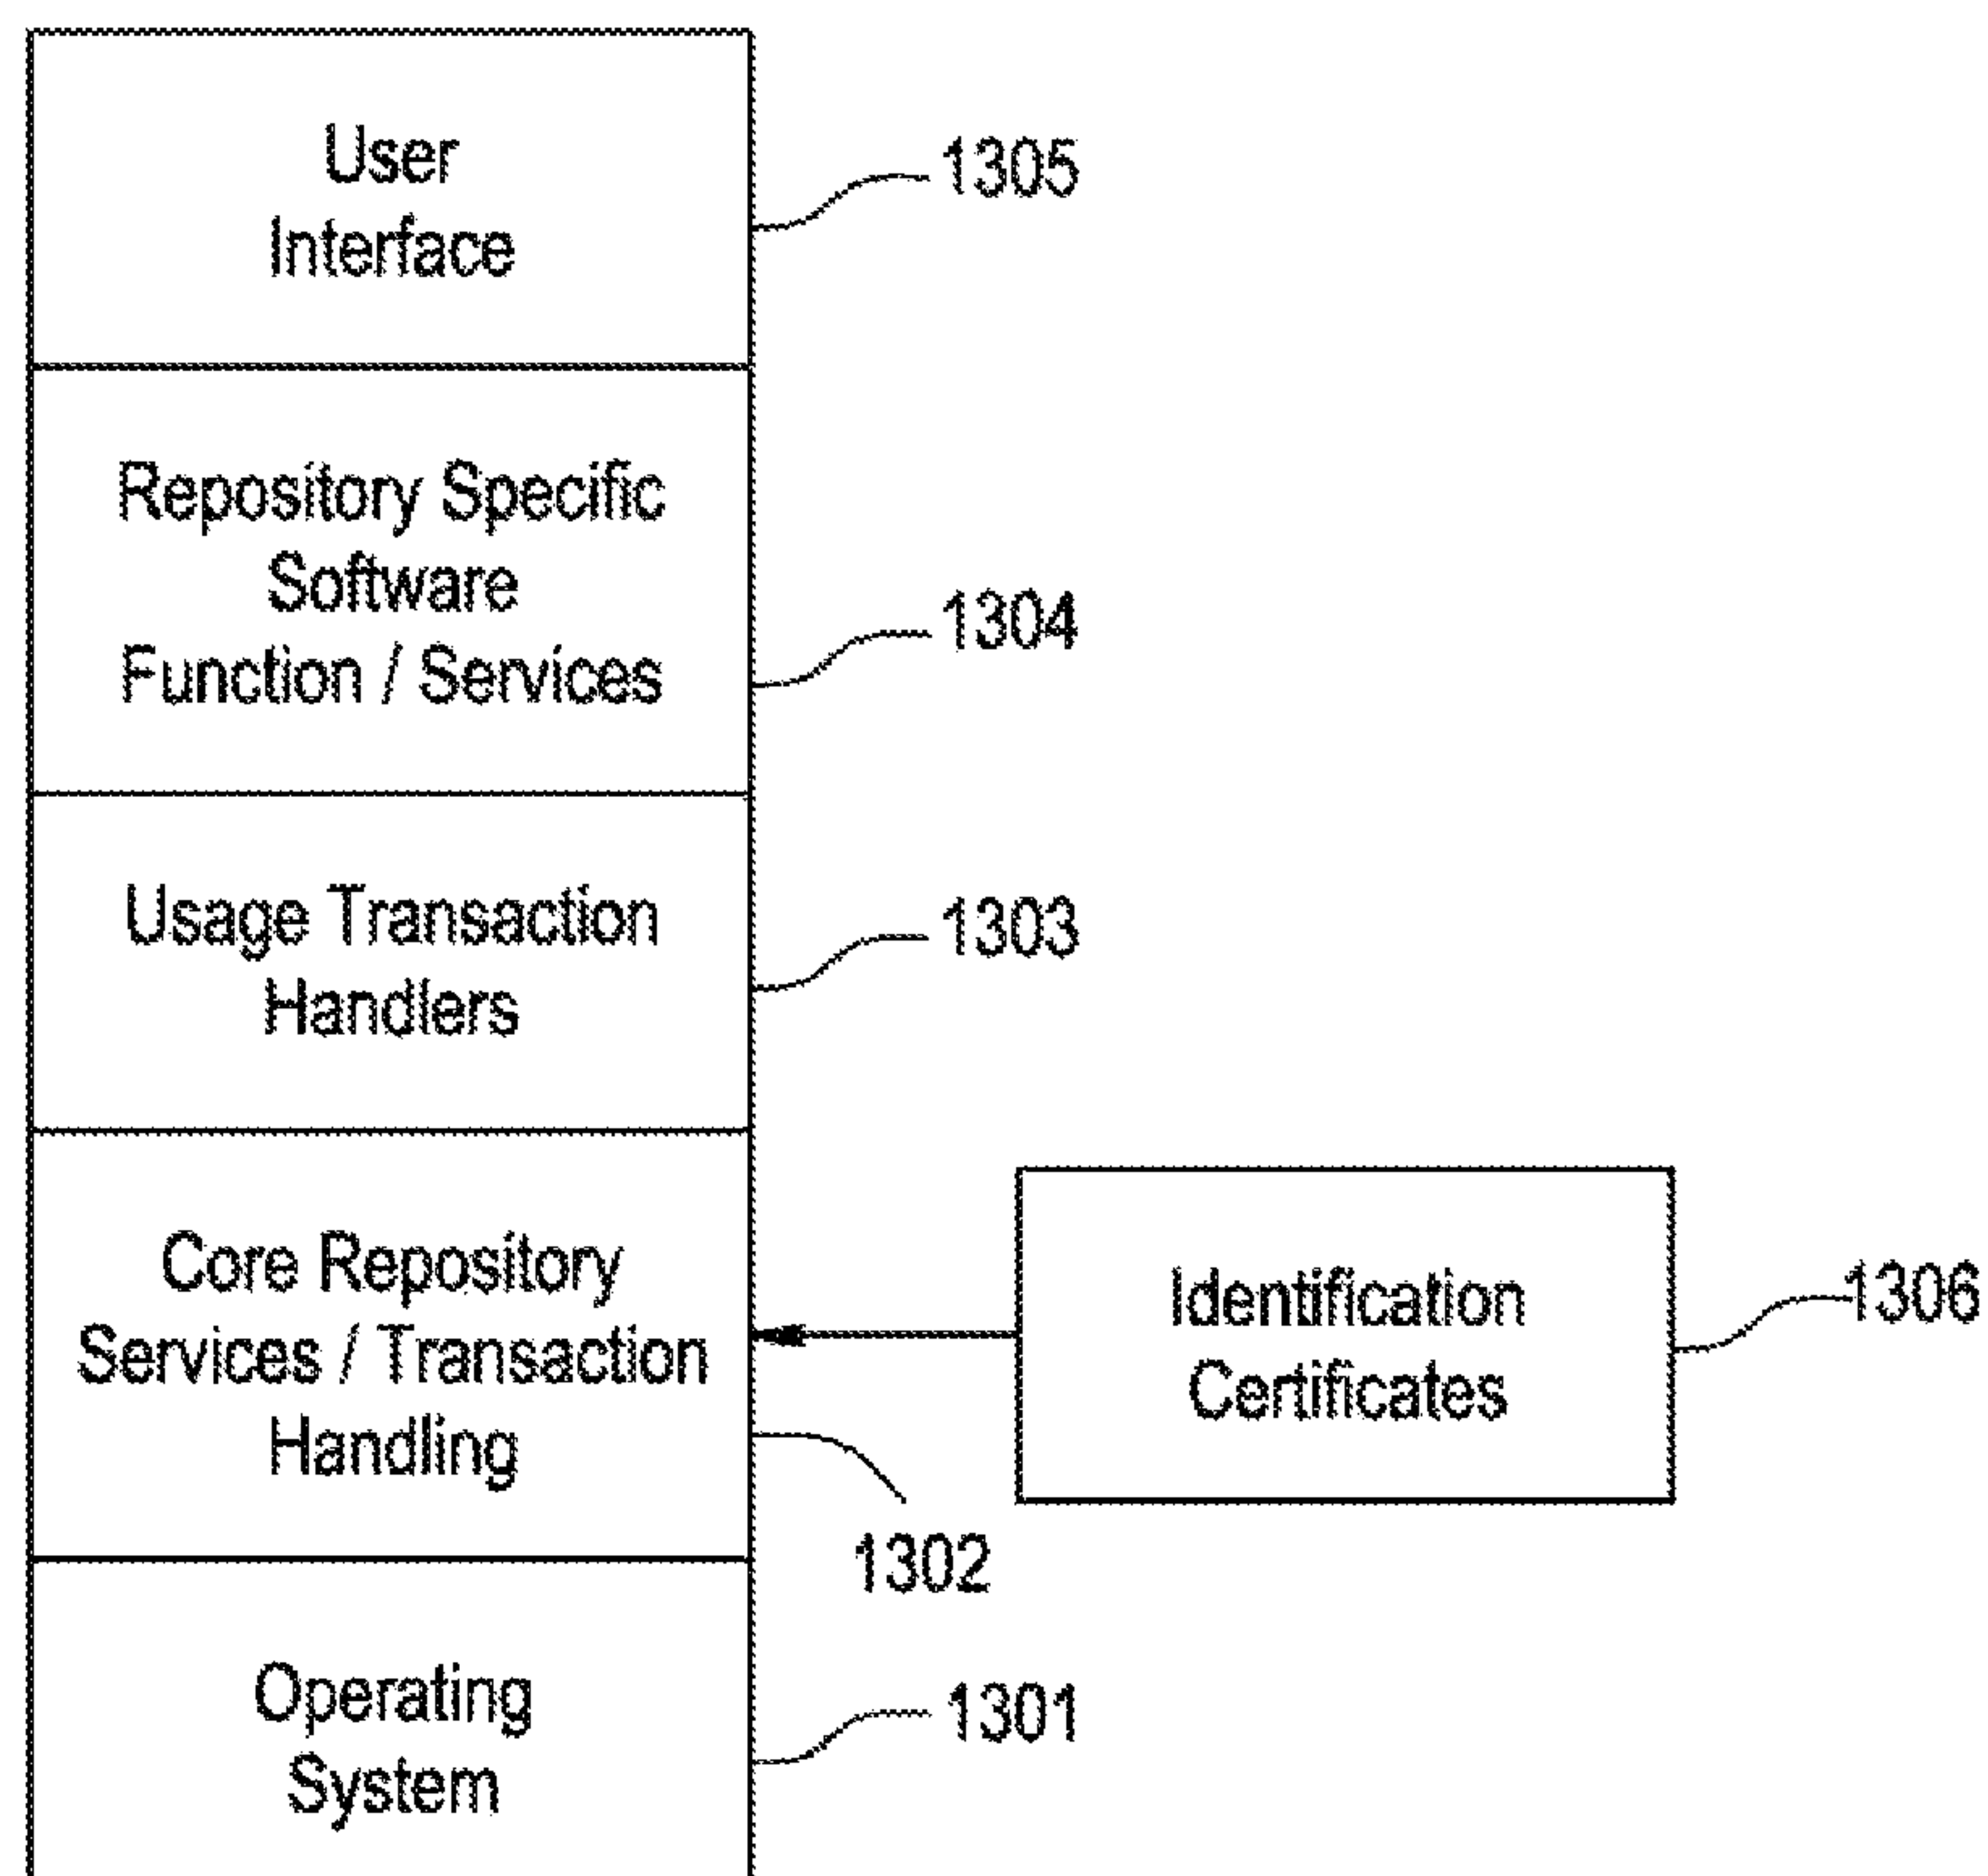 User
Interface
1305
Repository Specific
Software
Function / Services
1304
Usage Transaction
Handlers
1303
Core Repository
Services / Transaction
Handling
1302
Identification
Certificates
1306
Operating
System
1301